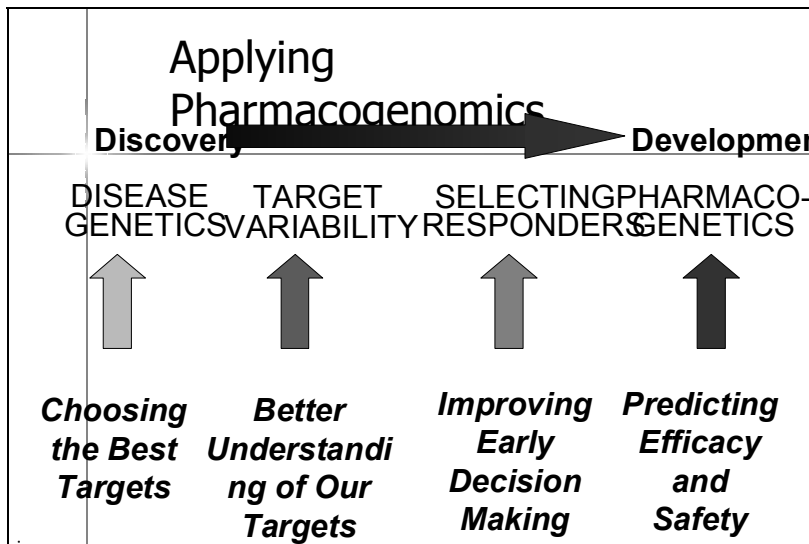 Applying
Pharmacogenomics
Discovery
Developmen
DISEASE
GENETICS
TARGET
VARIABILITY
SELECTING
RESPONDERS
PHARMACO-
GENETICS
Choosing
the Best
Targets
Better
Understandi
ng of Our
Targets
Improving
Early
Decision
Making
Predicting
Efficacy
and
Safety